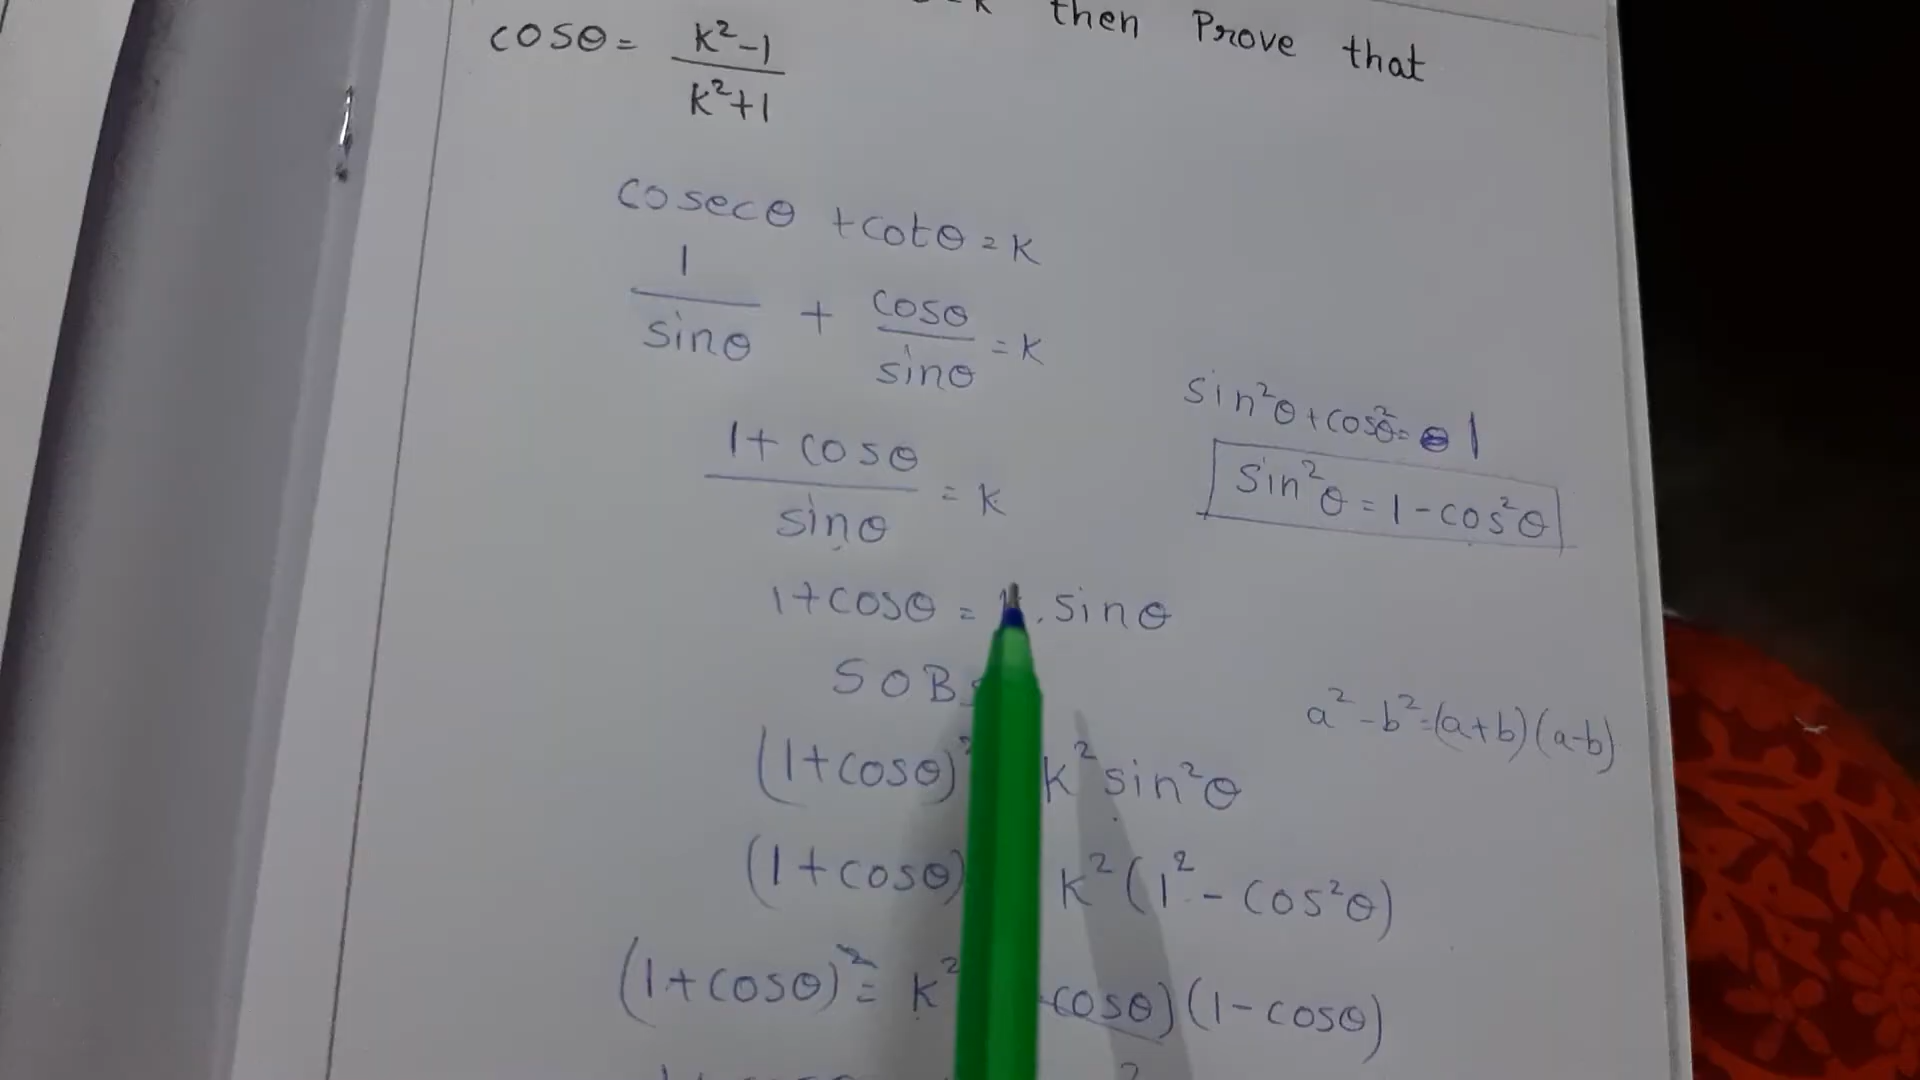 then Prove that
cosθ = k²-1
k²+1
cosecθ + cotθ = k
1
sinθ + cosθ
sinθ = k
1 + cosθ
sinθ = k
sin²θ + cos²θ = 1
sin²θ = 1 - cos²θ
1 + cosθ = . sinθ
SOBS
a² - b² = (a+b)(a-b)
(1+cosθ)² k² sin²θ
(1+cosθ) k² (1² - cos²θ)
(1+cosθ)² = k² cosθ)(1-cosθ)